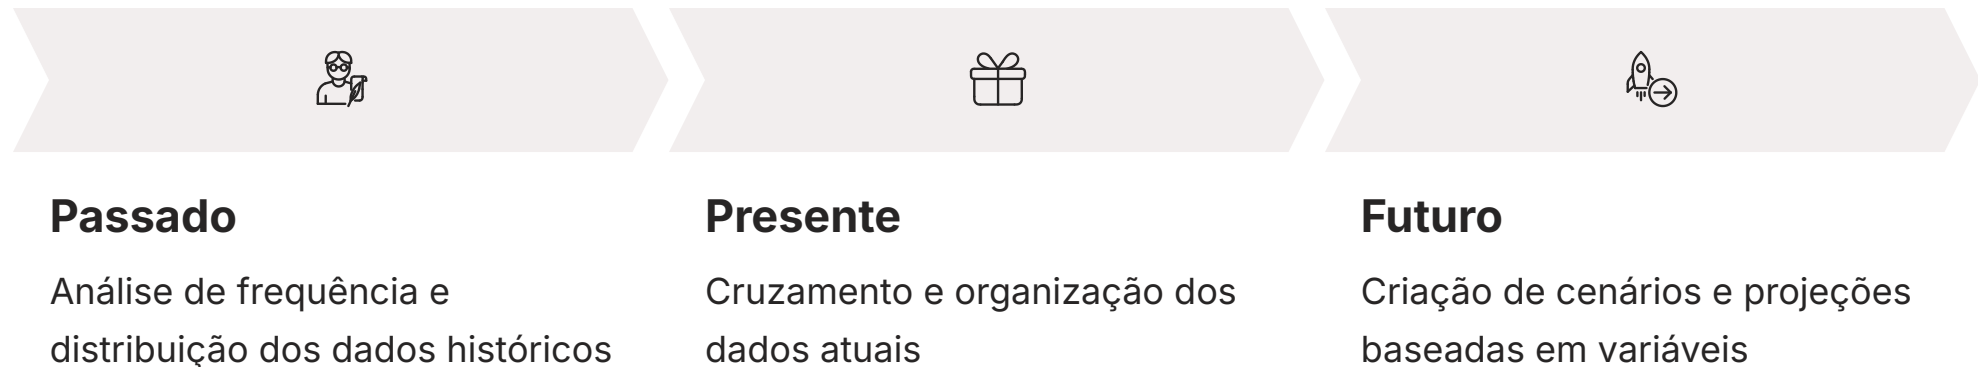 Passado
Análise de frequência e
distribuição dos dados históricos
Presente
Cruzamento e organização dos
dados atuais
Futuro
Criação de cenários e projeções
baseadas em variáveis